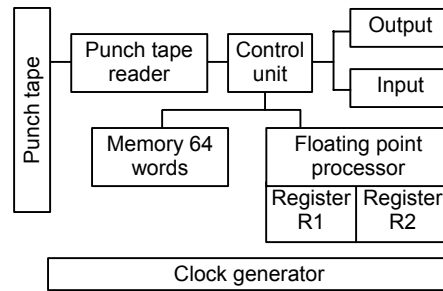 Punch tape
Punch tape
reader
Control
unit
Output
Input
Memory 64
words
Floating point
processor
Register
R1
Register
R2
Clock generator